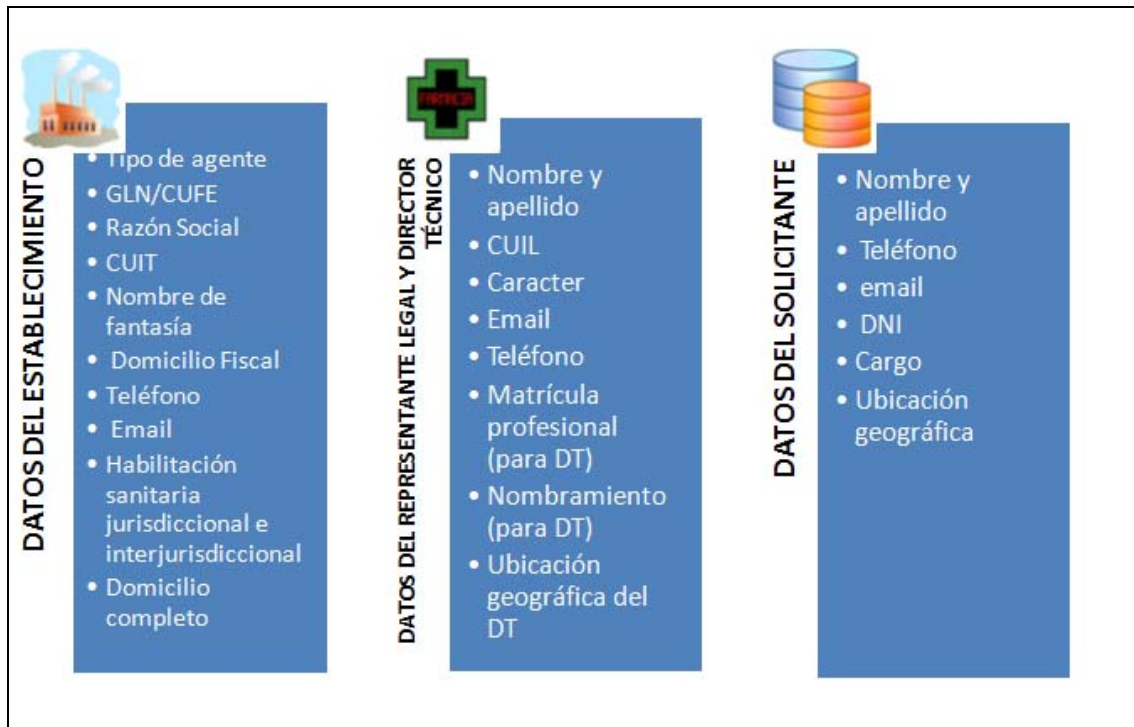 DATOS DEL ESTABLECIMIENTO
• Tipo de agente
• GLN/CUFE
• Razón Social
• CUIT
• Nombre de
fantasía
• Domicilio Fiscal
• Teléfono
• Email
• Habilitación
sanitaria
jurisdiccional e
interjurisdiccional
• Domicilio
completo
FARMACIA
DATOS DEL REPRESENTANTE LEGAL Y DIRECTOR
TÉCNICO
• Nombre y
apellido
• CUIL
• Caracter
• Email
• Teléfono
• Matrícula
profesional
(para DT)
• Nombramiento
(para DT)
• Ubicación
geográfica del
DT
DATOS DEL SOLICITANTE
• Nombre y
apellido
• Teléfono
• email
• DNI
• Cargo
• Ubicación
geográfica